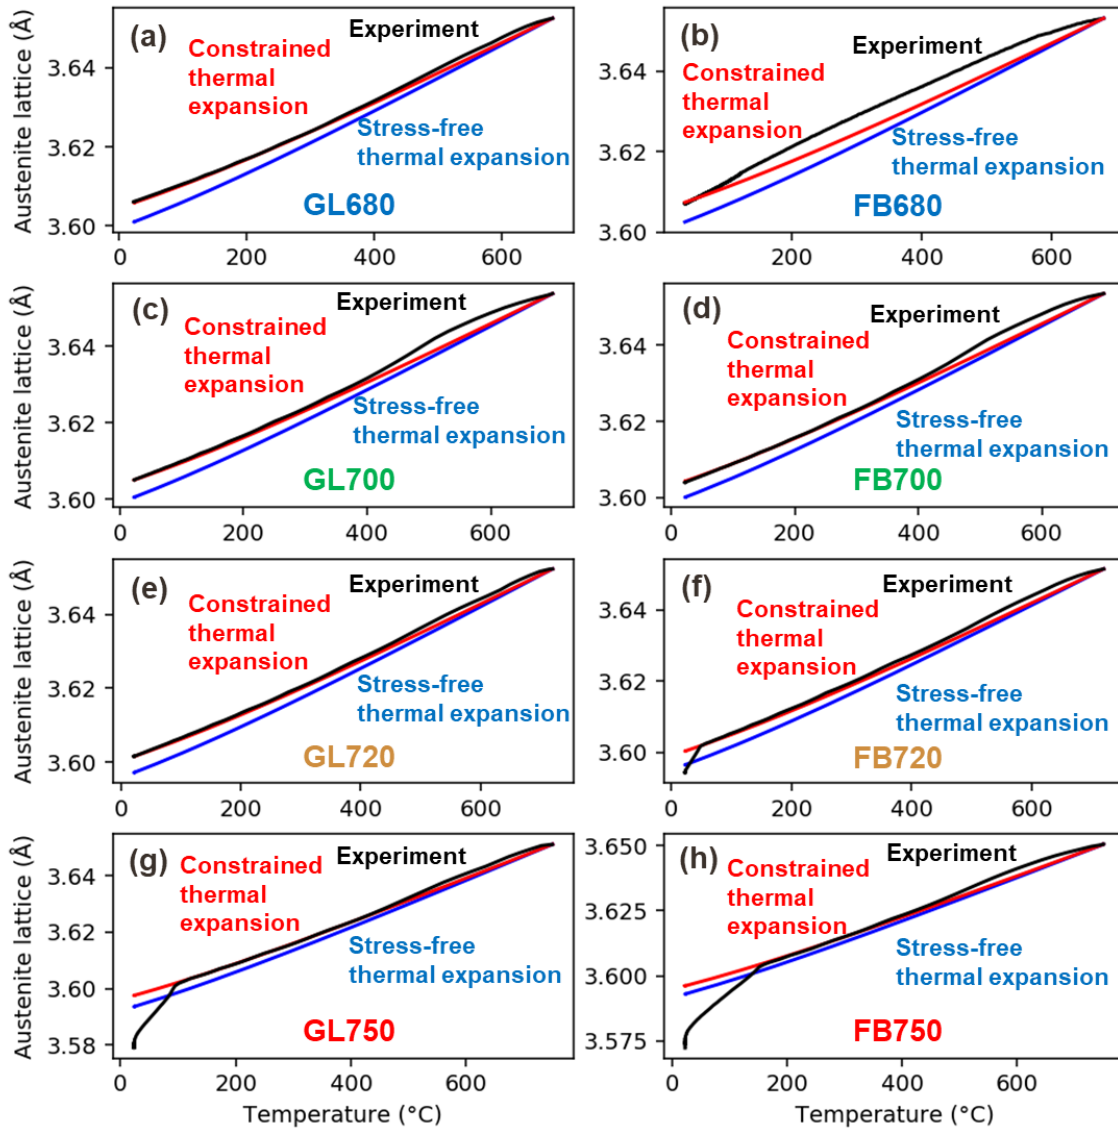 (a)
Experiment
Constrained
thermal
expansion
Stress-free
thermal expansion
GL680
Austenite lattice (Å)
3.64
3.62
3.60
0
200
400
600
(b)
Experiment
Constrained
thermal
expansion
Stress-free
thermal expansion
FB680
3.64
3.62
3.60
200
400
600
(c)
Experiment
Constrained
thermal
expansion
Stress-free
thermal expansion
GL700
Austenite lattice (Å)
3.64
3.62
3.60
0
200
400
600
(d)
Experiment
Constrained
thermal
expansion
Stress-free
thermal expansion
FB700
3.64
3.62
3.60
0
200
400
600
(e)
Experiment
Constrained
thermal
expansion
Stress-free
thermal expansion
GL720
Austenite lattice (Å)
3.64
3.62
3.60
0
200
400
600
(f)
Experiment
Constrained
thermal
expansion
Stress-free
thermal expansion
FB720
3.64
3.62
3.60
0
200
400
600
(g)
Experiment
Constrained
thermal
expansion
Stress-free
thermal expansion
GL750
Austenite lattice (Å)
3.64
3.62
3.60
3.58
0
200
400
600
Temperature (°C)
(h)
Experiment
Constrained
thermal
expansion
Stress-free
thermal expansion
FB750
3.650
3.625
3.600
3.575
0
200
400
600
Temperature (°C)